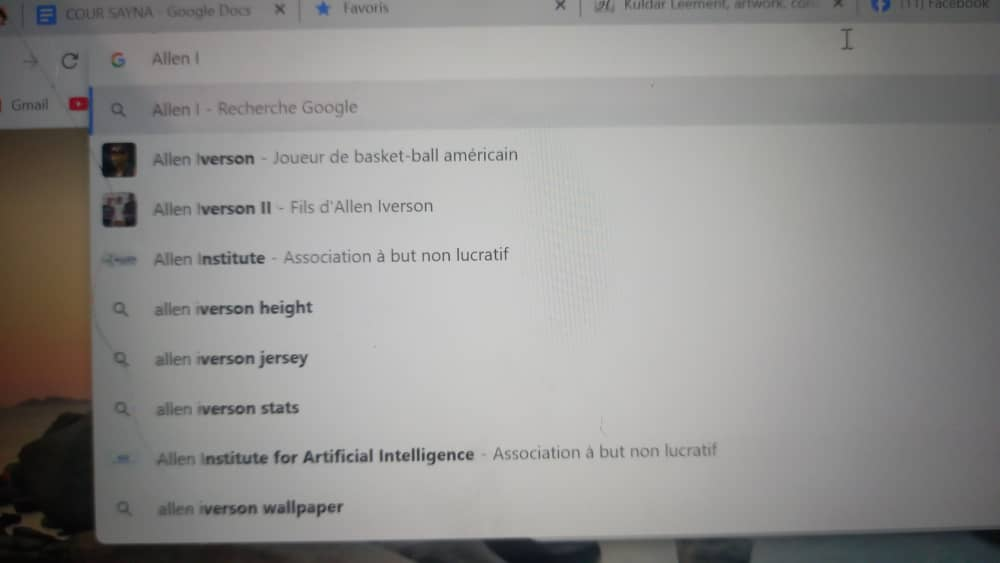 COUR SAYNA - Google Docs
Favoris
Kuldar Leement, artwork, con
(11) Facebook
Allen I
Gmail
Allen I - Recherche Google
Allen Iverson - Joueur de basket-ball américain
Allen Iverson II - Fils d'Allen Iverson
Allen Institute - Association à but non lucratif
allen iverson height
allen iverson jersey
allen iverson stats
Allen Institute for Artificial Intelligence - Association à but non lucratif
allen iverson wallpaper